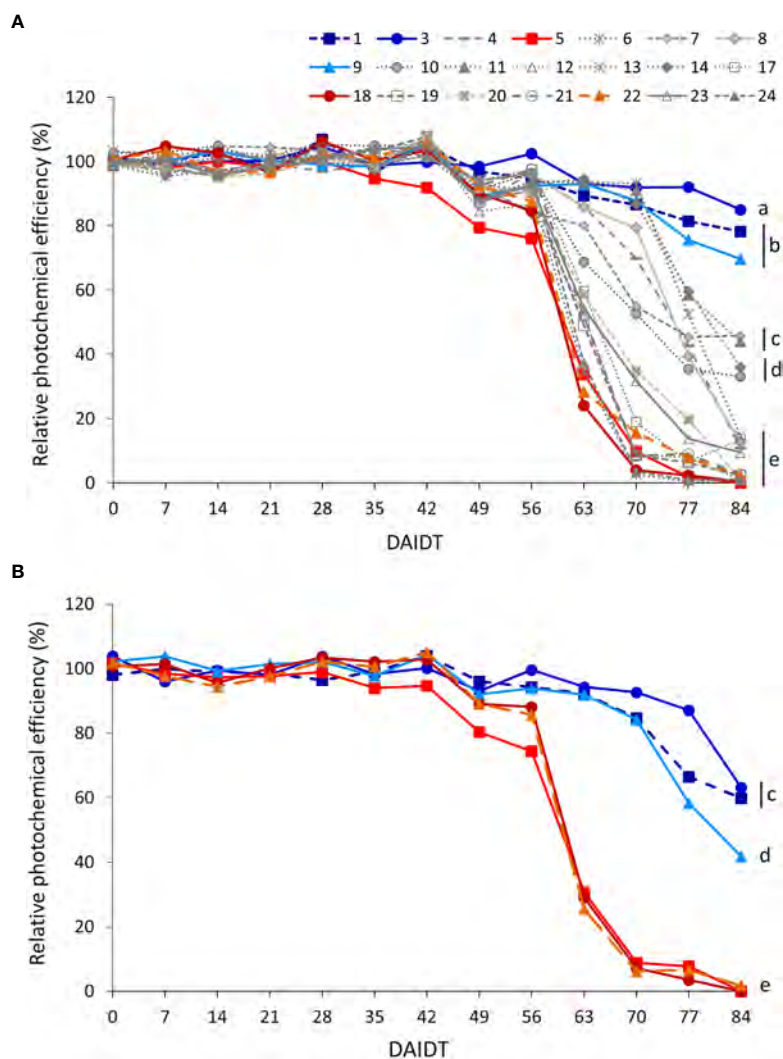 A
1 3 4 5 6 7 8
9 10 11 12 13 14 17
18 19 20 21 22 23 24
120
100
80
60
40
20
0
Relative photochemical efficiency (%)
a
b
c
d
e
0 7 14 21 28 35 42 49 56 63 70 77 84
DAIDT
B
120
100
80
60
40
20
0
Relative photochemical efficiency (%)
c
d
e
0 7 14 21 28 35 42 49 56 63 70 77 84
DAIDT